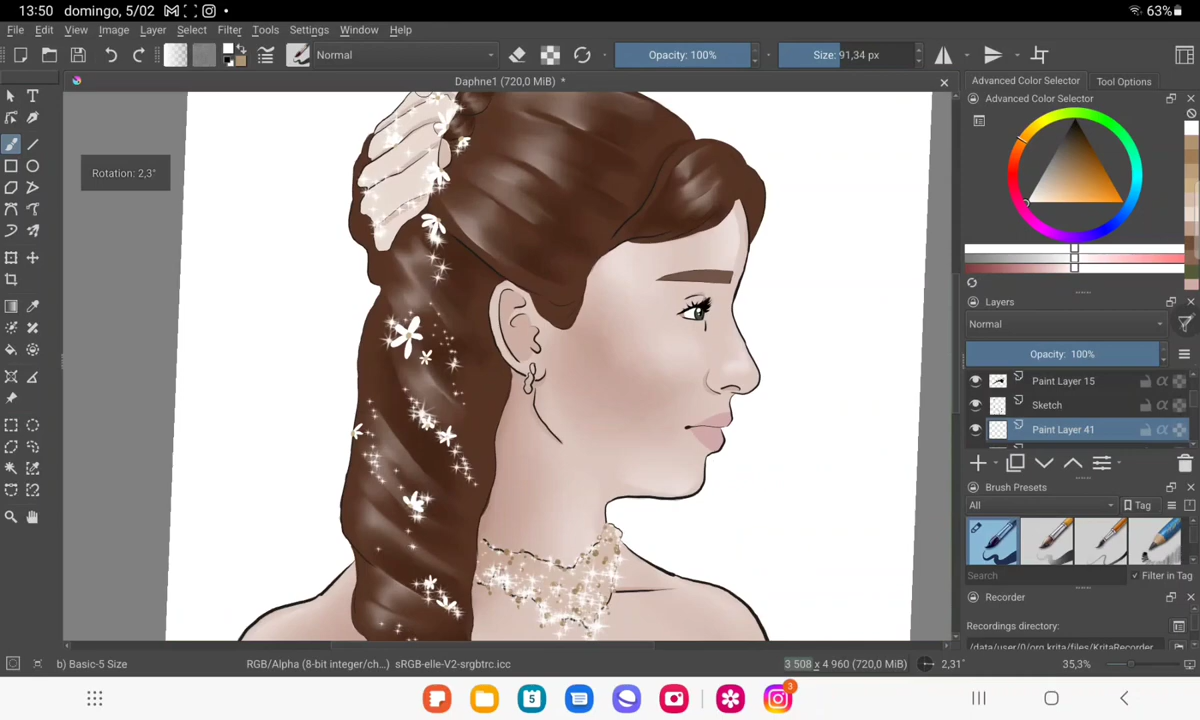 13:50 domingo, 5/02
63%
File Edit View Image Layer Select Filter Tools Settings Window Help
Normal
Opacity: 100%
Size: 91,34 px
Daphne1 (720,0 MiB) *
Advanced Color Selector
Tool Options
Advanced Color Selector
Rotation: 2,3°
Layers
Normal
Opacity: 100%
Paint Layer 15
Sketch
Paint Layer 41
Brush Presets
All
Tag
Search
Filter in Tag
Recorder
Recordings directory:
/data/user/0/org.krita/files/KritaRecorder
b) Basic-5 Size
RGB/Alpha (8-bit integer/ch...) sRGB-elle-V2-srgbtrc.icc
3 508 x 4 960 (720,0 MiB)
2,31°
35,3%
5
3